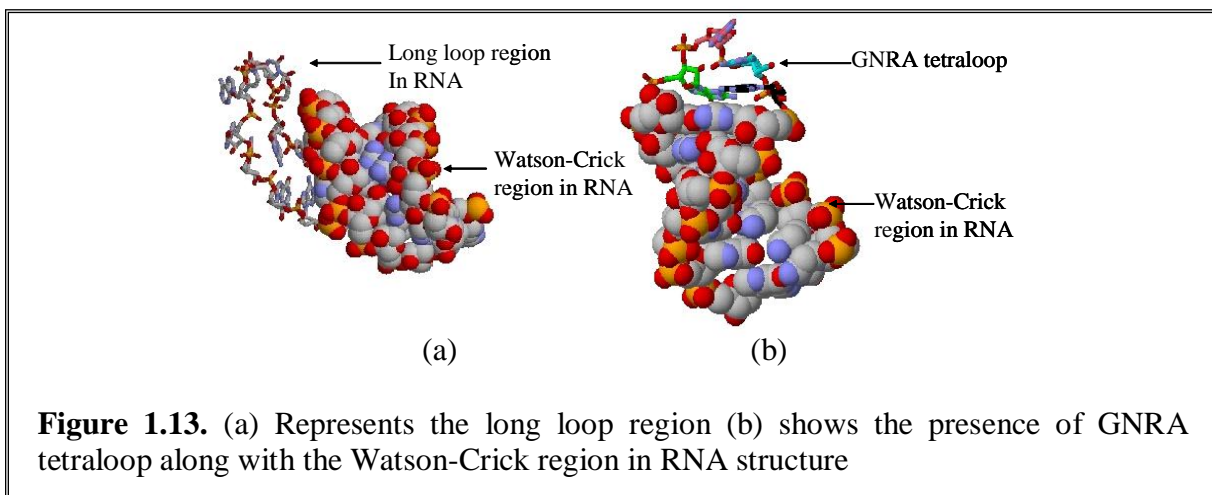 Long loop region
In RNA
Watson-Crick
region in RNA
GNRA tetraloop
Watson-Crick
region in RNA
(a)
(b)
Figure 1.13. (a) Represents the long loop region (b) shows the presence of GNRA
tetraloop along with the Watson-Crick region in RNA structure